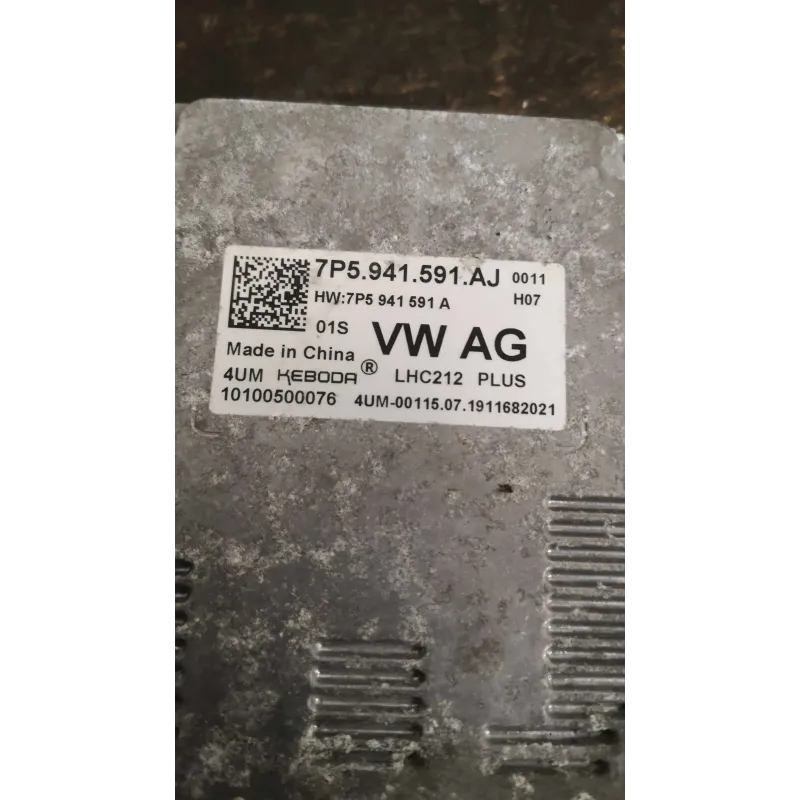 7P5.941.591.AJ 0011
HW:7P5 941 591 A H07
01S VW AG
Made in China
4UM KEBODA ® LHC212 PLUS
10100500076 4UM-00115.07.1911682021